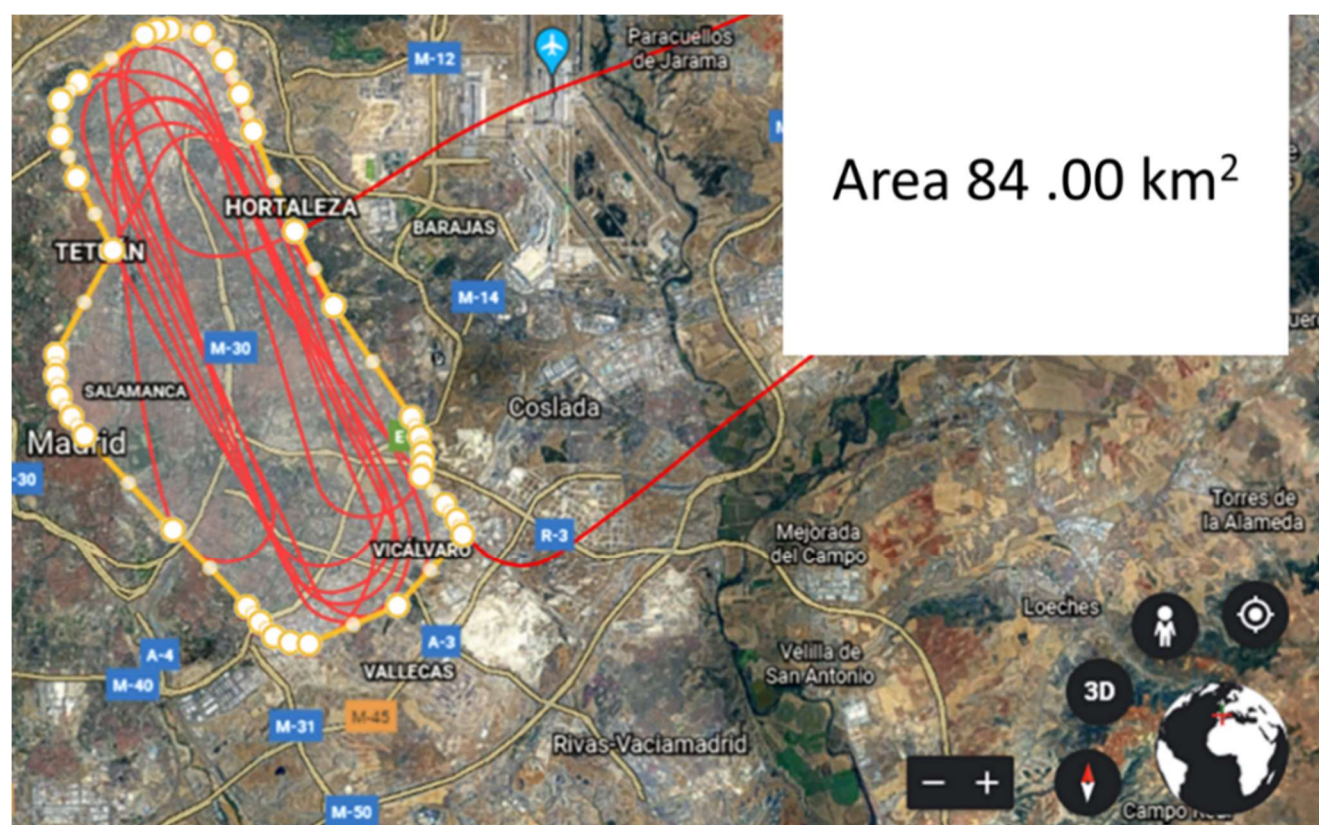 M-12
Paracuellos
de Jarama
Area 84 .00 km²
HORTALEZA
BARAJAS
TETUÁN
M-14
M-30
SALAMANCA
Coslada
Madrid
-30
Torres de
la Alameda
R-3
VICÁLVARO
Mejorada
del Campo
Loeches
A-4
A-3
Velilla de
San Antonio
M-40
VALLECAS
3D
M-31
M-45
Rivas-Vaciamadrid
− +
M-50